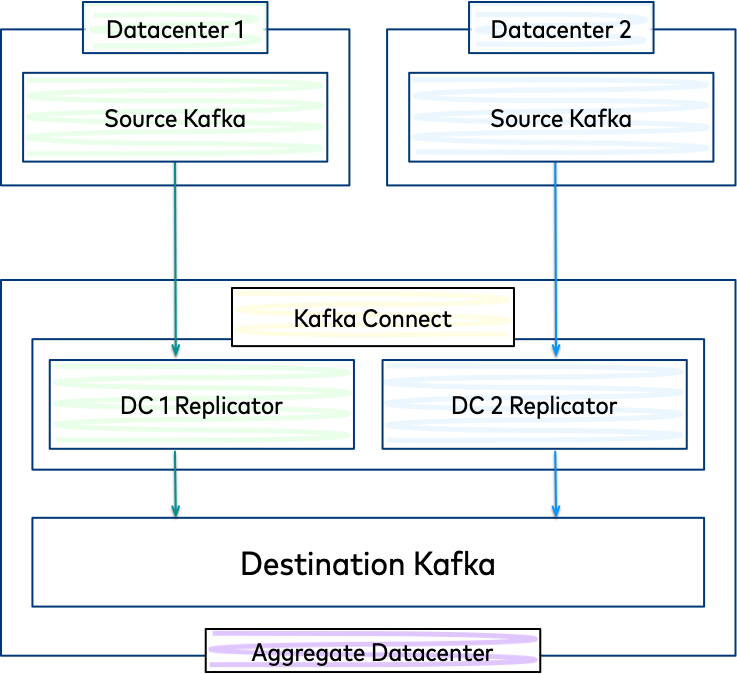 Datacenter 1
Datacenter 2
Source Kafka
Source Kafka
Kafka Connect
DC 1 Replicator
DC 2 Replicator
Destination Kafka
Aggregate Datacenter